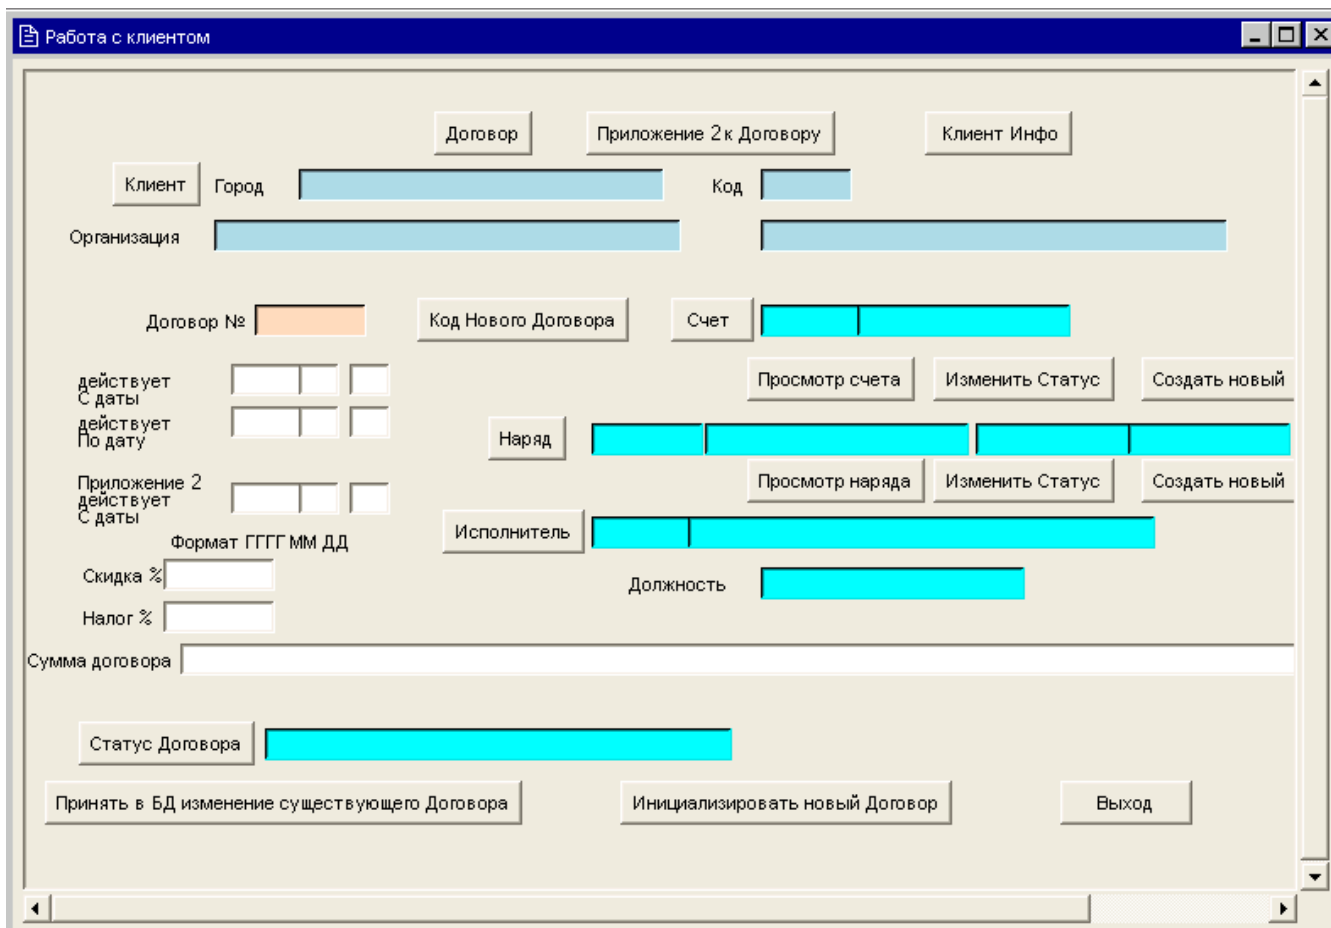 Работа с клиентом
Договор Приложение 2 к Договору Клиент Инфо
Клиент Город Код
Организация
Договор № Код Нового Договора Счет
действует
С даты
Просмотр счета Изменить Статус Создать новый
действует
По дату
Наряд
Приложение 2
действует
С даты
Просмотр наряда Изменить Статус Создать новый
Исполнитель
Формат ГГГГ ММ ДД
Скидка % Должность
Налог %
Сумма договора
Статус Договора
Принять в БД изменение существующего Договора Инициализировать новый Договор Выход